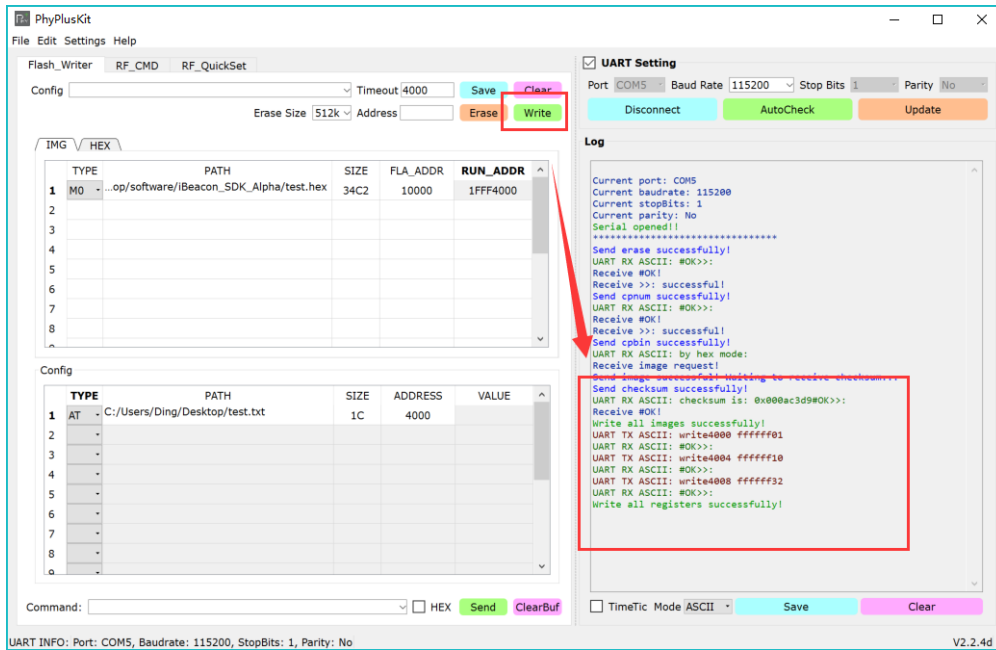 PhyPlusKit
File Edit Settings Help
Flash_Writer RF_CMD RF_QuickSet
Config Timeout 4000 Save Clear
Erase Size 512k Address Erase Write
IMG HEX
TYPE PATH SIZE FLA_ADDR RUN_ADDR
1 M0 ...op/software/iBeacon_SDK_Alpha/test.hex 34C2 10000 1FFF4000
2
3
4
5
6
7
8
Config
TYPE PATH SIZE ADDRESS VALUE
1 AT C:/Users/Ding/Desktop/test.txt 1C 4000
2
3
4
5
6
7
8
9
Command: HEX Send ClearBuf
UART Setting
Port COM5 Baud Rate 115200 Stop Bits 1 Parity No
Disconnect AutoCheck Update
Log
Current port: COM5
Current baudrate: 115200
Current stopBits: 1
Current parity: No
Serial opened!!
********************************
Send erase successfully!
UART RX ASCII: #OK>>:
Receive #OK!
Receive >>: successful!
Send cpnum successfully!
UART RX ASCII: #OK>>:
Receive #OK!
Receive >>: successful!
Send cpbin successfully!
UART RX ASCII: by hex mode:
Receive image request!
Send image successful! Waiting to receive checksum...
Send checksum successfully!
UART RX ASCII: checksum is: 0x000ac3d9#OK>>:
Receive #OK!
Write all images successfully!
UART TX ASCII: write4000 ffffff01
UART RX ASCII: #OK>>:
UART TX ASCII: write4004 ffffff10
UART RX ASCII: #OK>>:
UART TX ASCII: write4008 ffffff32
UART RX ASCII: #OK>>:
Write all registers successfully!
TimeTic Mode ASCII Save Clear
UART INFO: Port: COM5, Baudrate: 115200, StopBits: 1, Parity: No V2.2.4d